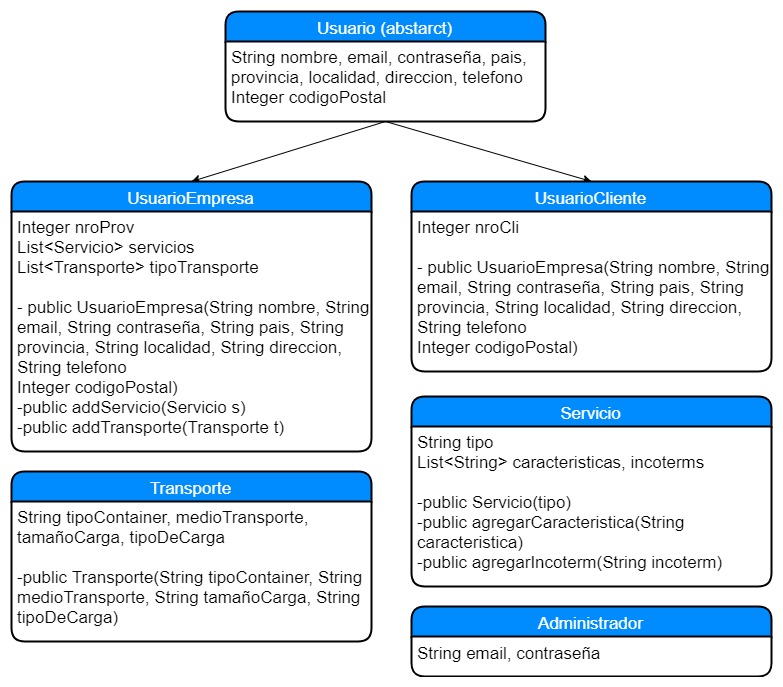 Usuario (abstarct)
String nombre, email, contraseña, pais,
provincia, localidad, direccion, telefono
Integer codigoPostal
UsuarioEmpresa
Integer nroProv
List<Servicio> servicios
List<Transporte> tipoTransporte
- public UsuarioEmpresa(String nombre, String
email, String contraseña, String pais, String
provincia, String localidad, String direccion,
String telefono
Integer codigoPostal)
-public addServicio(Servicio s)
-public addTransporte(Transporte t)
UsuarioCliente
Integer nroCli
- public UsuarioEmpresa(String nombre, String
email, String contraseña, String pais, String
provincia, String localidad, String direccion,
String telefono
Integer codigoPostal)
Transporte
String tipoContainer, medioTransporte,
tamañoCarga, tipoDeCarga
-public Transporte(String tipoContainer, String
medioTransporte, String tamañoCarga, String
tipoDeCarga)
Servicio
String tipo
List<String> caracteristicas, incoterms
-public Servicio(tipo)
-public agregarCaracteristica(String
caracteristica)
-public agregarIncoterm(String incoterm)
Administrador
String email, contraseña